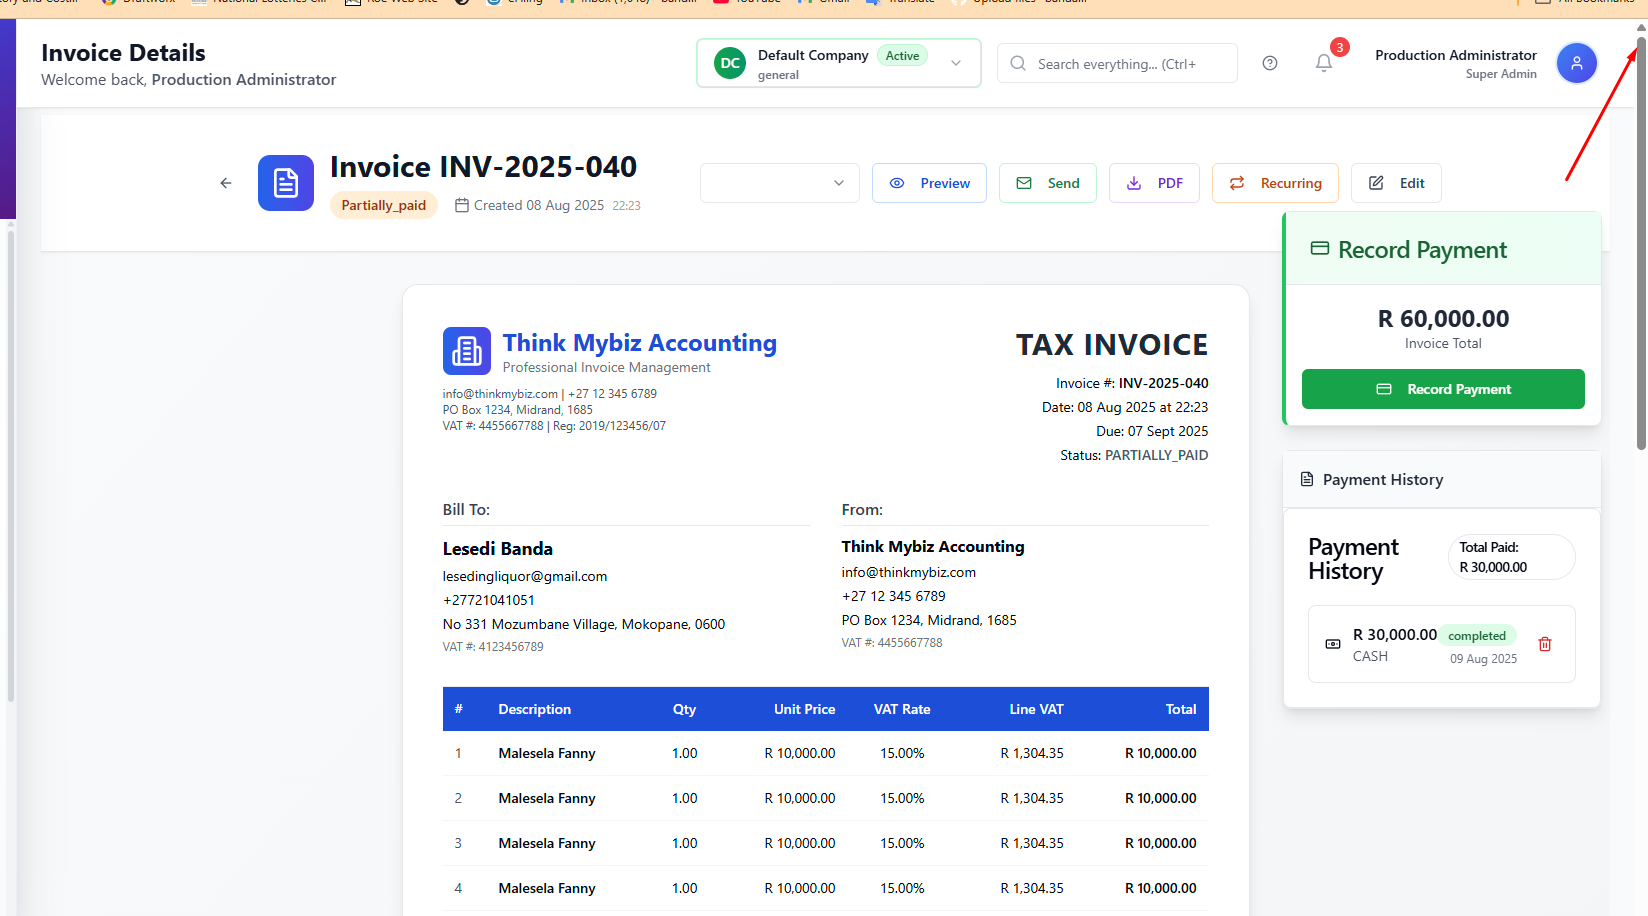 Invoice Details
Welcome back, Production Administrator
DC
Default Company
Active
general
Search everything... (Ctrl+
3
Production Administrator
Super Admin
Invoice INV-2025-040
Partially_paid
Created 08 Aug 2025 22:23
Preview
Send
PDF
Recurring
Edit
Record Payment
R 60,000.00
Invoice Total
Record Payment
Think Mybiz Accounting
Professional Invoice Management
info@thinkmybiz.com | +27 12 345 6789
PO Box 1234, Midrand, 1685
VAT #: 4455667788 | Reg: 2019/123456/07
TAX INVOICE
Invoice #: INV-2025-040
Date: 08 Aug 2025 at 22:23
Due: 07 Sept 2025
Status: PARTIALLY_PAID
Payment History
Payment
History
Total Paid:
R 30,000.00
R 30,000.00 completed
CASH 09 Aug 2025
Bill To:
Lesedi Banda
lesedingliquor@gmail.com
+27721041051
No 331 Mozumbane Village, Mokopane, 0600
VAT #: 4123456789
From:
Think Mybiz Accounting
info@thinkmybiz.com
+27 12 345 6789
PO Box 1234, Midrand, 1685
VAT #: 4455667788
# Description Qty Unit Price VAT Rate Line VAT Total
1 Malesela Fanny 1.00 R 10,000.00 15.00% R 1,304.35 R 10,000.00
2 Malesela Fanny 1.00 R 10,000.00 15.00% R 1,304.35 R 10,000.00
3 Malesela Fanny 1.00 R 10,000.00 15.00% R 1,304.35 R 10,000.00
4 Malesela Fanny 1.00 R 10,000.00 15.00% R 1,304.35 R 10,000.00